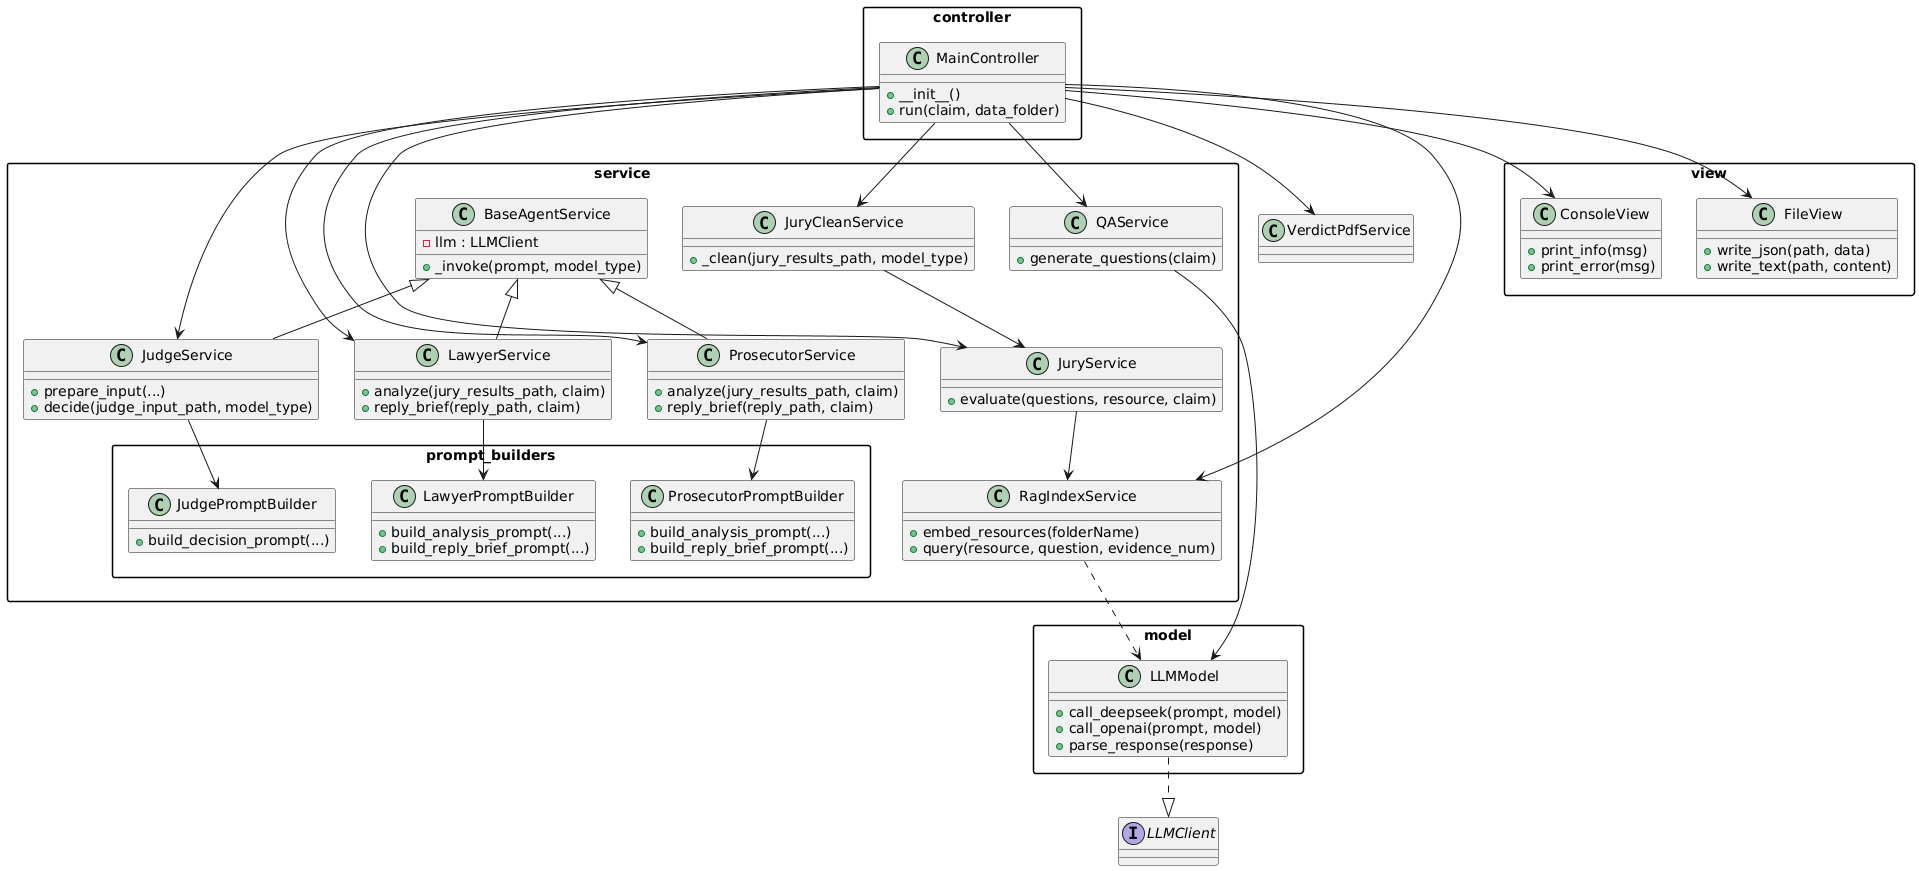 controller
C MainController
__init__()
run(claim, data_folder)
service
view
C BaseAgentService
llm : LLMClient
_invoke(prompt, model_type)
C JuryCleanService
_clean(jury_results_path, model_type)
C QAService
generate_questions(claim)
C VerdictPdfService
C ConsoleView
print_info(msg)
print_error(msg)
C FileView
write_json(path, data)
write_text(path, content)
C JudgeService
prepare_input(...)
decide(judge_input_path, model_type)
C LawyerService
analyze(jury_results_path, claim)
reply_brief(reply_path, claim)
C ProsecutorService
analyze(jury_results_path, claim)
reply_brief(reply_path, claim)
C JuryService
evaluate(questions, resource, claim)
prompt_builders
C JudgePromptBuilder
build_decision_prompt(...)
C LawyerPromptBuilder
build_analysis_prompt(...)
build_reply_brief_prompt(...)
C ProsecutorPromptBuilder
build_analysis_prompt(...)
build_reply_brief_prompt(...)
C RagIndexService
embed_resources(folderName)
query(resource, question, evidence_num)
model
C LLMModel
call_deepseek(prompt, model)
call_openai(prompt, model)
parse_response(response)
I LLMClient